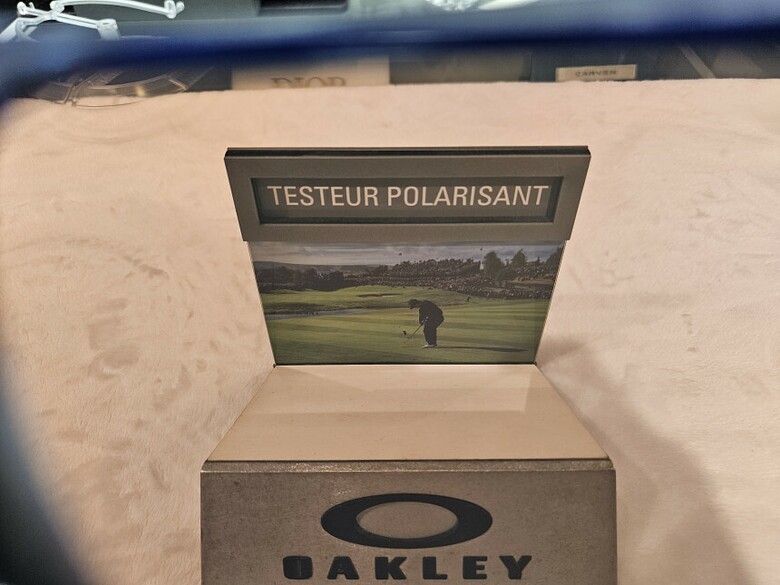 DIOR
CARVEN
TESTEUR POLARISANT
OAKLEY